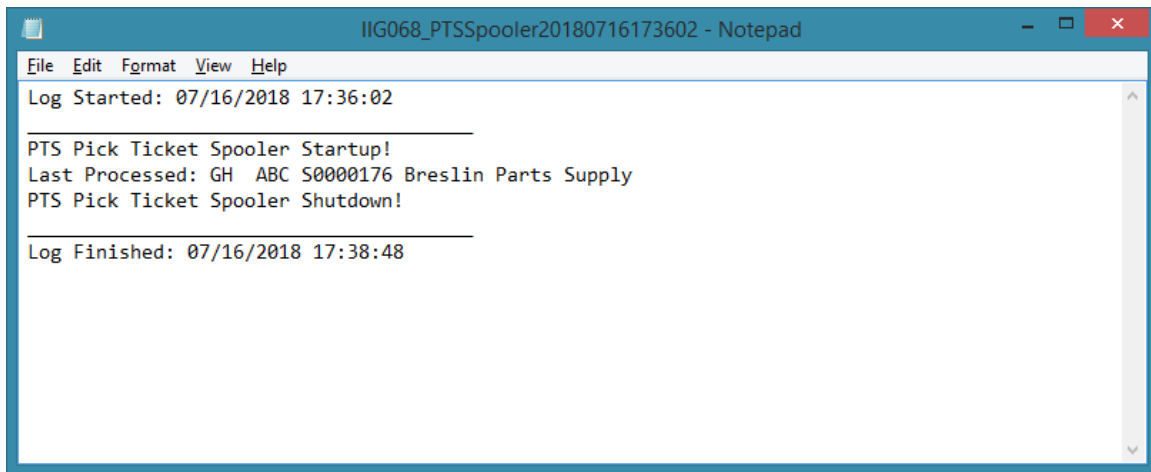 IIG068_PTSSpooler20180716173602 - Notepad
File Edit Format View Help
Log Started: 07/16/2018 17:36:02
PTS Pick Ticket Spooler Startup!
Last Processed: GH  ABC S0000176 Breslin Parts Supply
PTS Pick Ticket Spooler Shutdown!
Log Finished: 07/16/2018 17:38:48